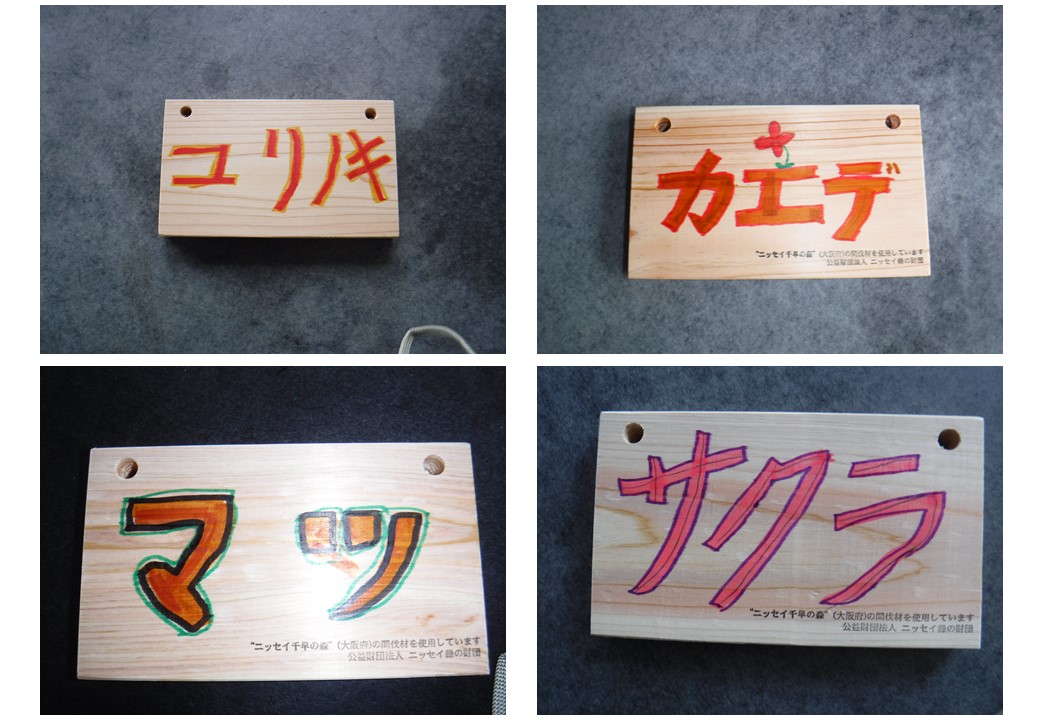 ユリノキ
カエデ
"ニッセイ千早の森" (大阪府)の間伐材を使用しています
公益財団法人 ニッセイ緑の財団
マツ
"ニッセイ千早の森" (大阪府)の間伐材を使用しています
公益財団法人 ニッセイ緑の財団
サクラ
"ニッセイ千早の森" (大阪府)の間伐材を使用しています
公益財団法人 ニッセイ緑の財団